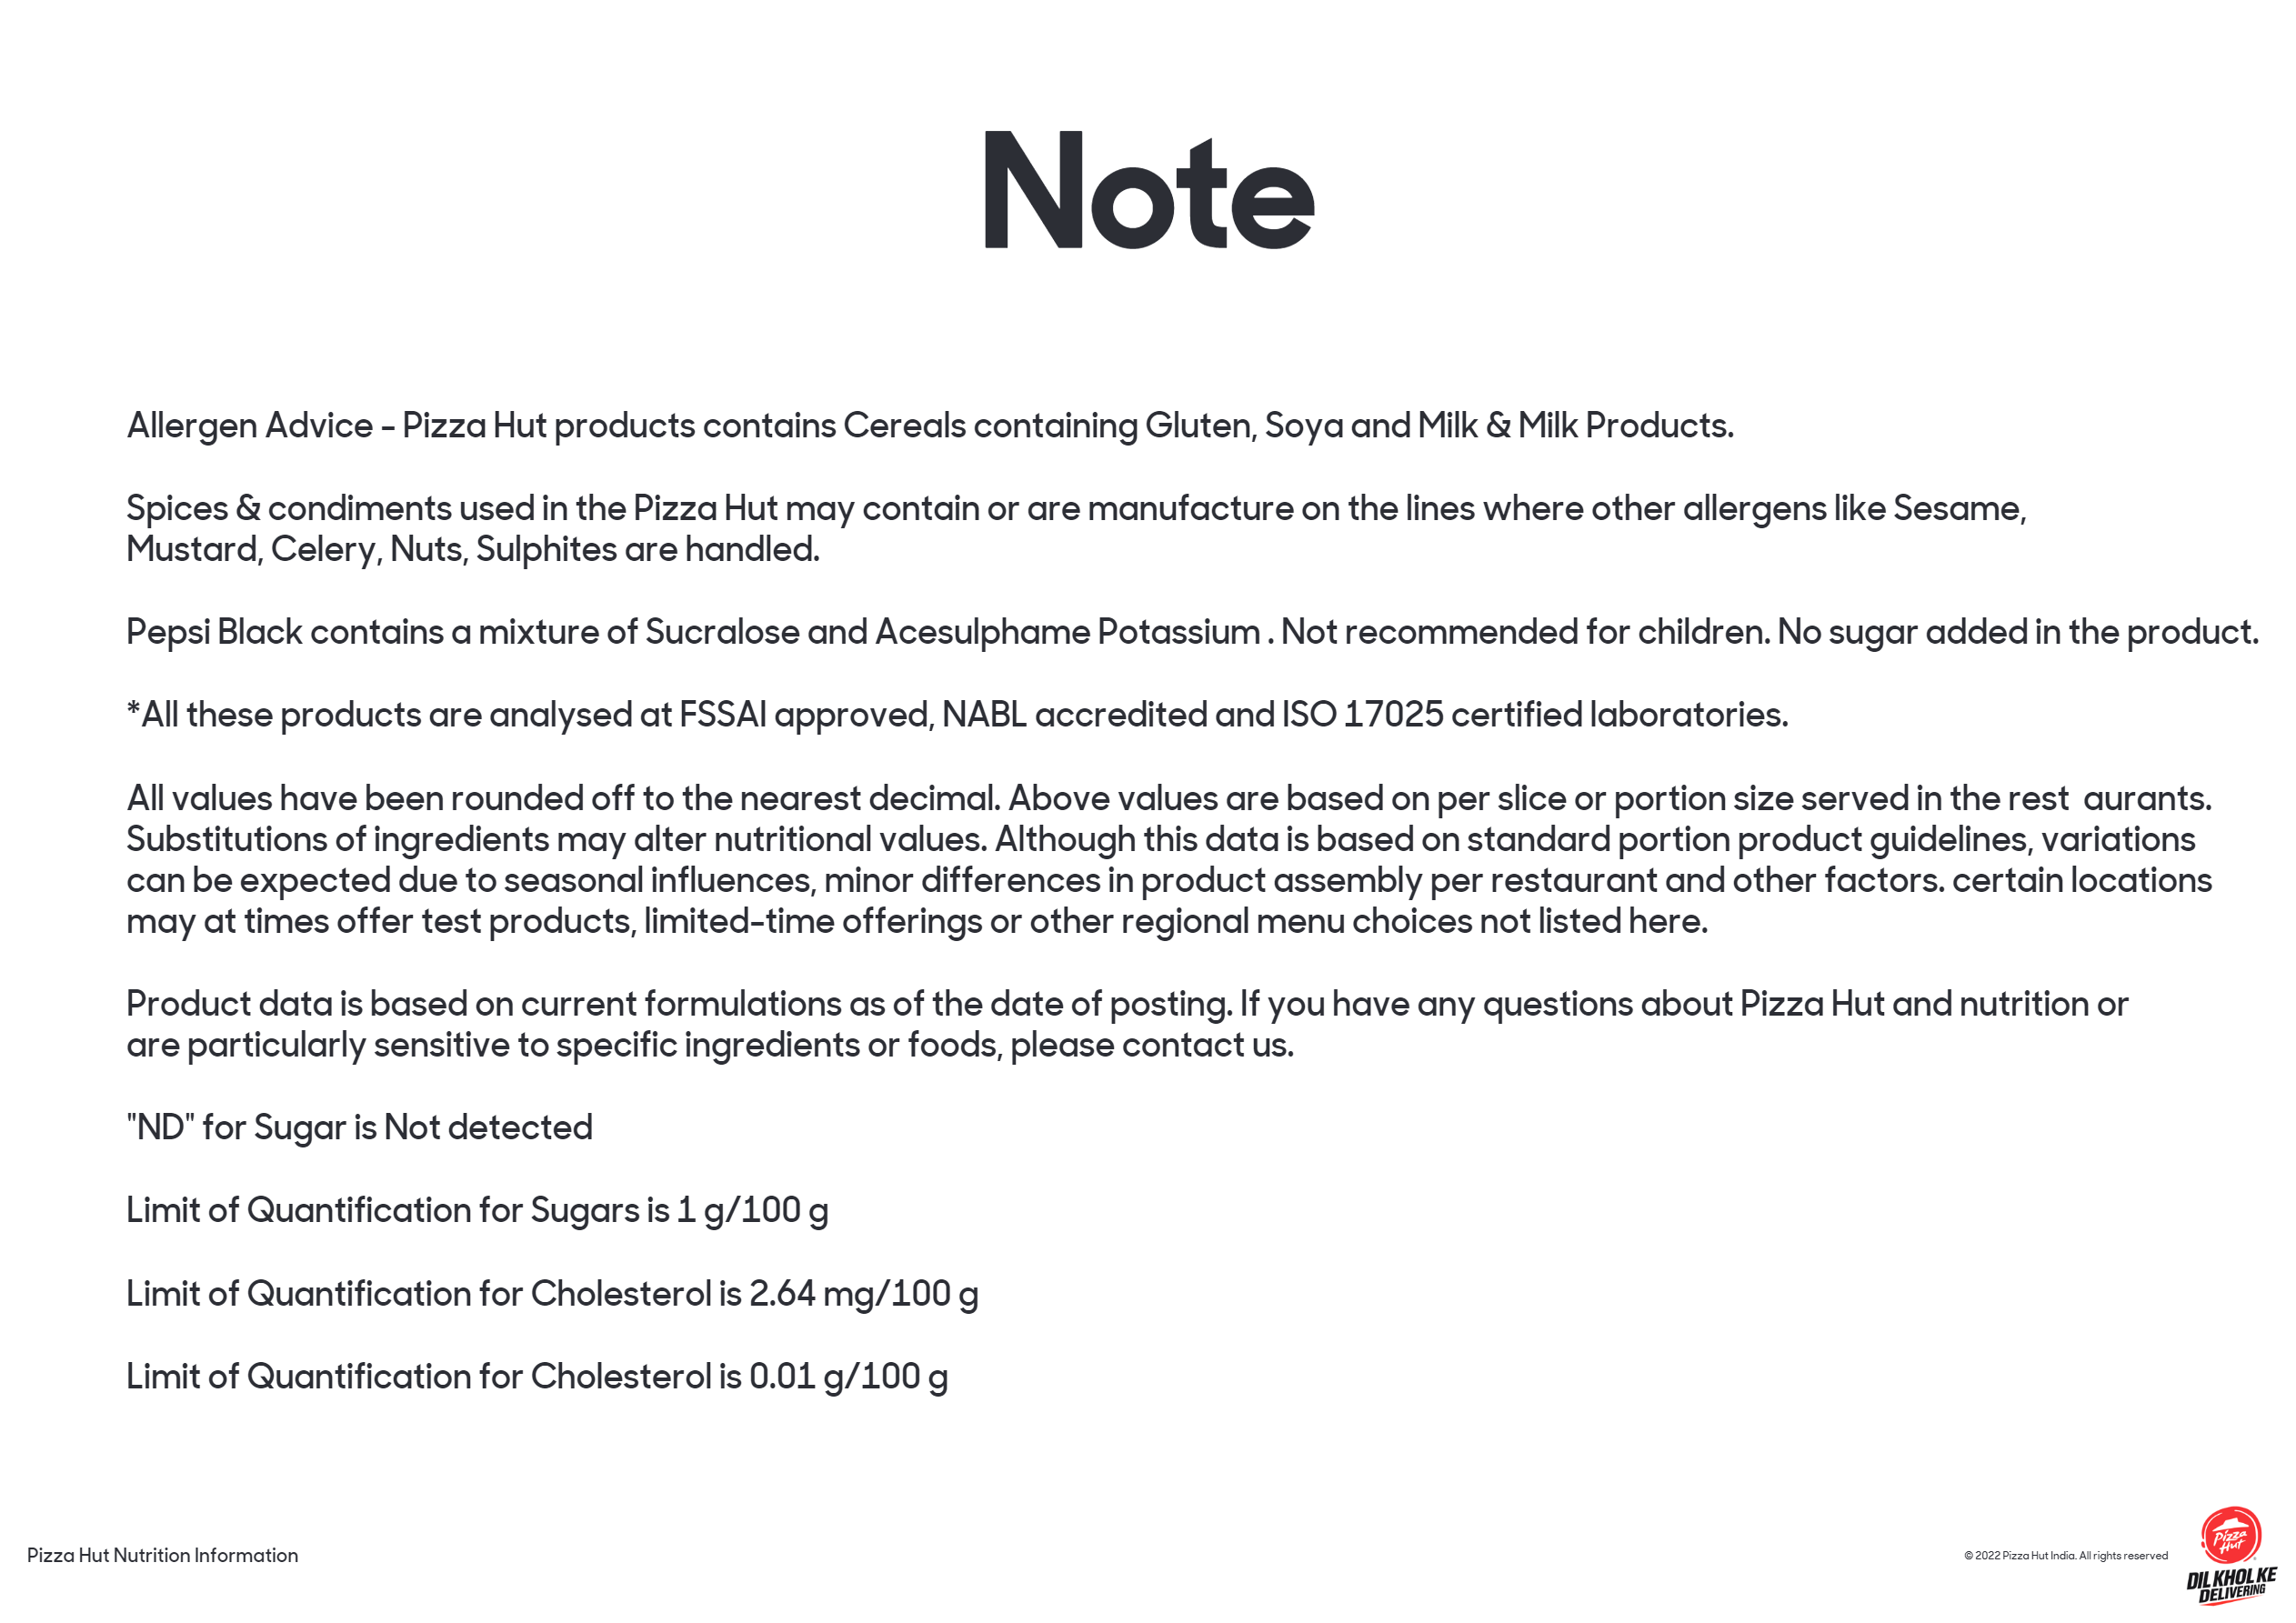 Note
Allergen Advice - Pizza Hut products contains Cereals containing Gluten, Soya and Milk & Milk Products.
Spices & condiments used in the Pizza Hut may contain or are manufacture on the lines where other allergens like Sesame,
Mustard, Celery, Nuts, Sulphites are handled.
Pepsi Black contains a mixture of Sucralose and Acesulphame Potassium . Not recommended for children. No sugar added in the product.
*All these products are analysed at FSSAI approved, NABL accredited and ISO 17025 certified laboratories.
All values have been rounded off to the nearest decimal. Above values are based on per slice or portion size served in the rest  aurants.
Substitutions of ingredients may alter nutritional values. Although this data is based on standard portion product guidelines, variations
can be expected due to seasonal influences, minor differences in product assembly per restaurant and other factors. certain locations
may at times offer test products, limited-time offerings or other regional menu choices not listed here.
Product data is based on current formulations as of the date of posting. If you have any questions about Pizza Hut and nutrition or
are particularly sensitive to specific ingredients or foods, please contact us.
"ND" for Sugar is Not detected
Limit of Quantification for Sugars is 1 g/100 g
Limit of Quantification for Cholesterol is 2.64 mg/100 g
Limit of Quantification for Cholesterol is 0.01 g/100 g
Pizza Hut Nutrition Information
© 2022 Pizza Hut India. All rights reserved
Pizza
Hut
DIL KHOL KE
DELIVERING